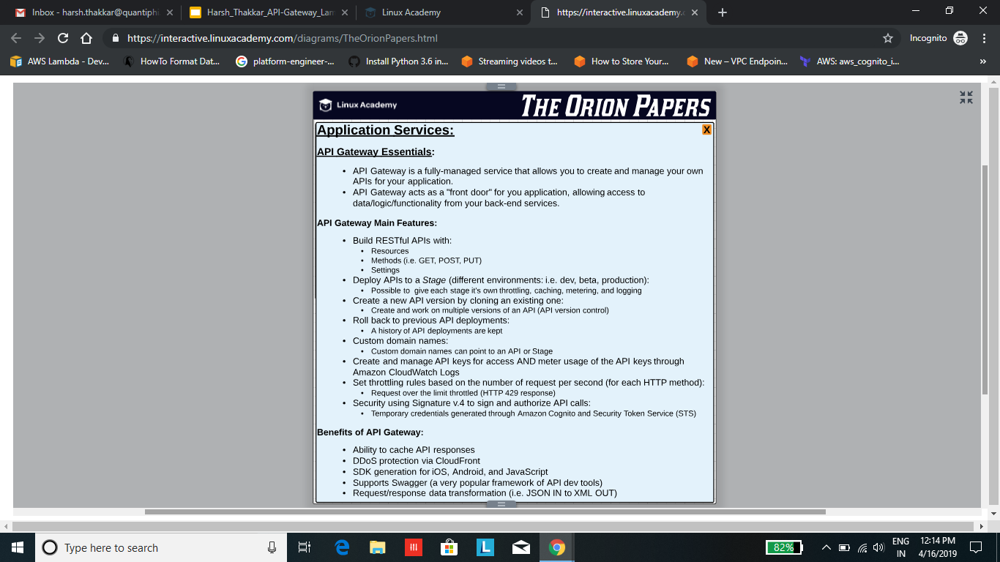 Inbox - harsh.thakkar@quantiphi
Harsh_Thakkar_API-Gateway_Lam
Linux Academy
https://interactive.linuxacademy.c
https://interactive.linuxacademy.com/diagrams/TheOrionPapers.html
Incognito
AWS Lambda - Dev...
HowTo Format Dat...
platform-engineer-...
Install Python 3.6 in...
Streaming videos t...
How to Store Your...
New – VPC Endpoin...
AWS: aws_cognito_i...
»
Linux Academy
THE ORION PAPERS
Application Services:
X
API Gateway Essentials:
• API Gateway is a fully-managed service that allows you to create and manage your own
APIs for your application.
• API Gateway acts as a "front door" for you application, allowing access to
data/logic/functionality from your back-end services.
API Gateway Main Features:
• Build RESTful APIs with:
• Resources
• Methods (i.e. GET, POST, PUT)
• Settings
• Deploy APIs to a Stage (different environments: i.e. dev, beta, production):
• Possible to give each stage it's own throttling, caching, metering, and logging
• Create a new API version by cloning an existing one:
• Create and work on multiple versions of an API (API version control)
• Roll back to previous API deployments:
• A history of API deployments are kept
• Custom domain names:
• Custom domain names can point to an API or Stage
• Create and manage API keys for access AND meter usage of the API keys through
Amazon CloudWatch Logs
• Set throttling rules based on the number of request per second (for each HTTP method):
• Request over the limit throttled (HTTP 429 response)
• Security using Signature v.4 to sign and authorize API calls:
• Temporary credentials generated through Amazon Cognito and Security Token Service (STS)
Benefits of API Gateway:
• Ability to cache API responses
• DDoS protection via CloudFront
• SDK generation for iOS, Android, and JavaScript
• Supports Swagger (a very popular framework of API dev tools)
• Request/response data transformation (i.e. JSON IN to XML OUT)
Type here to search
L
82%
ENG
IN
12:14 PM
4/16/2019